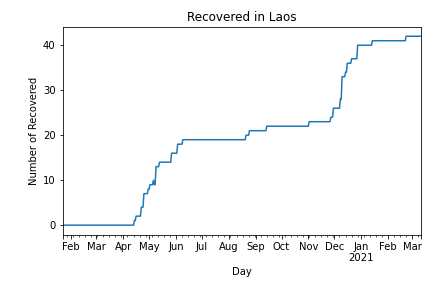 Recovered in Laos
Number of Recovered
40
30
20
10
0
Feb Mar Apr May Jun Jul Aug Sep Oct Nov Dec Jan Feb Mar
2021
Day